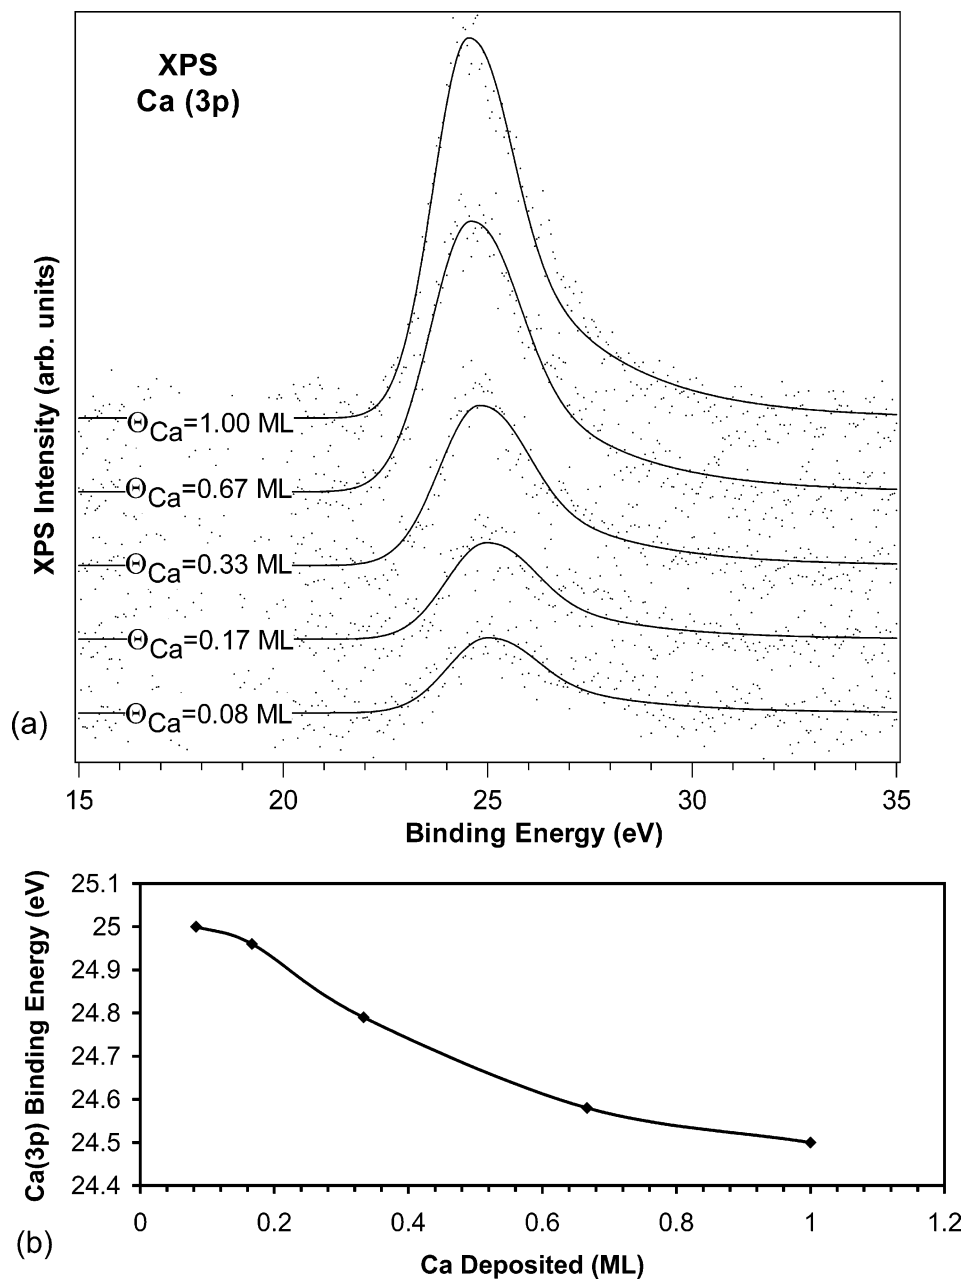 XPS
Ca (3p)
XPS Intensity (arb. units)
ΘCa=1.00 ML
ΘCa=0.67 ML
ΘCa=0.33 ML
ΘCa=0.17 ML
ΘCa=0.08 ML
(a)
15 20 25 30 35
Binding Energy (eV)
Ca(3p) Binding Energy (eV)
25.1
25
24.9
24.8
24.7
24.6
24.5
24.4
0 0.2 0.4 0.6 0.8 1 1.2
(b)
Ca Deposited (ML)